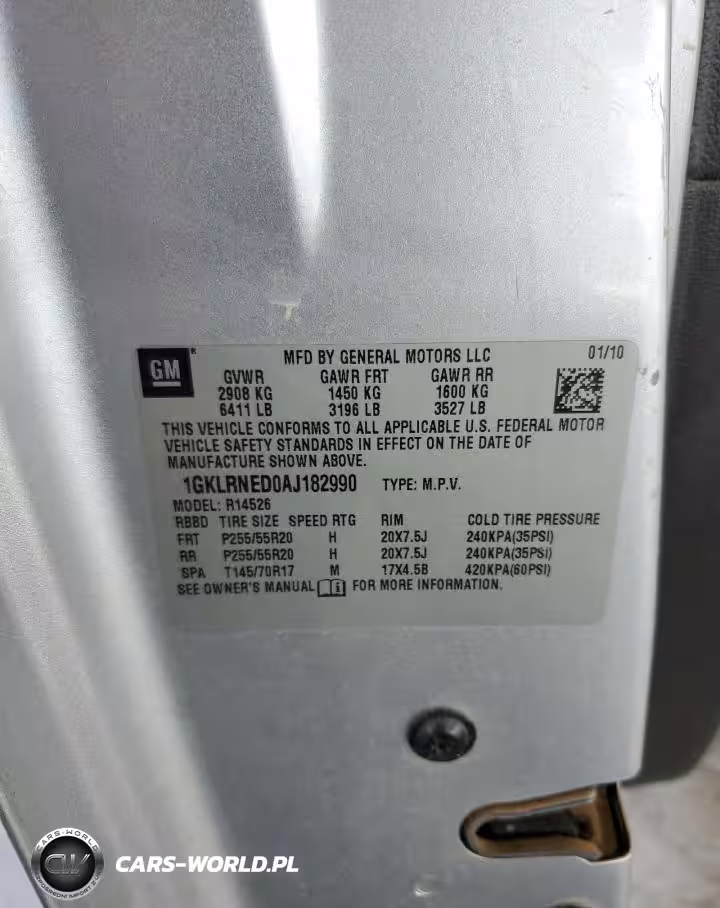 GM
MFD BY GENERAL MOTORS LLC 01/10
GVWR GAWR FRT GAWR RR
2908 KG 1450 KG 1600 KG
6411 LB 3196 LB 3527 LB
THIS VEHICLE CONFORMS TO ALL APPLICABLE U.S. FEDERAL MOTOR
VEHICLE SAFETY STANDARDS IN EFFECT ON THE DATE OF
MANUFACTURE SHOWN ABOVE.
1GKLRNED0AJ182990 TYPE: M.P.V.
MODEL: R14526
RBBD TIRE SIZE SPEED RTG RIM COLD TIRE PRESSURE
FRT P255/55R20 H 20X7.5J 240KPA(35PSI)
RR P255/55R20 H 20X7.5J 240KPA(35PSI)
SPA T145/70R17 M 17X4.5B 420KPA(60PSI)
SEE OWNER'S MANUAL FOR MORE INFORMATION.
CARS-WORLD
CW
CARS-WORLD.PL